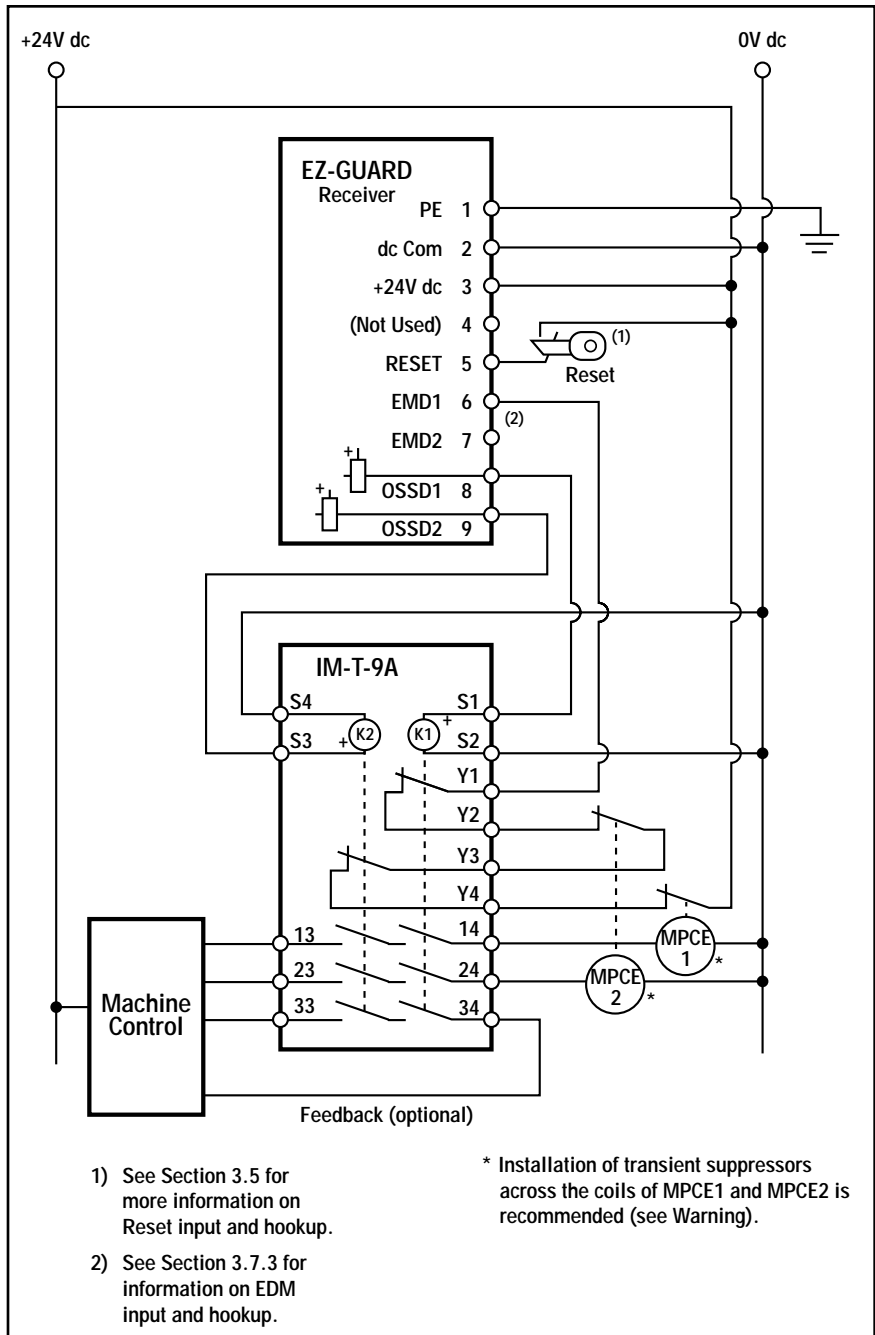 +24V dc
0V dc
EZ-GUARD
Receiver
PE 1
dc Com 2
+24V dc 3
(Not Used) 4
(1)
RESET 5
Reset
EMD1 6
(2)
EMD2 7
+
OSSD1 8
+
OSSD2 9
IM-T-9A
S4
S1
K2
K1
+
S3
+
S2
Y1
Y2
Y3
Y4
13
14
MPCE
1
*
23
24
MPCE
2
*
33
34
Machine
Control
Feedback (optional)
1) See Section 3.5 for
more information on
Reset input and hookup.
2) See Section 3.7.3 for
information on EDM
input and hookup.
* Installation of transient suppressors
across the coils of MPCE1 and MPCE2 is
recommended (see Warning).